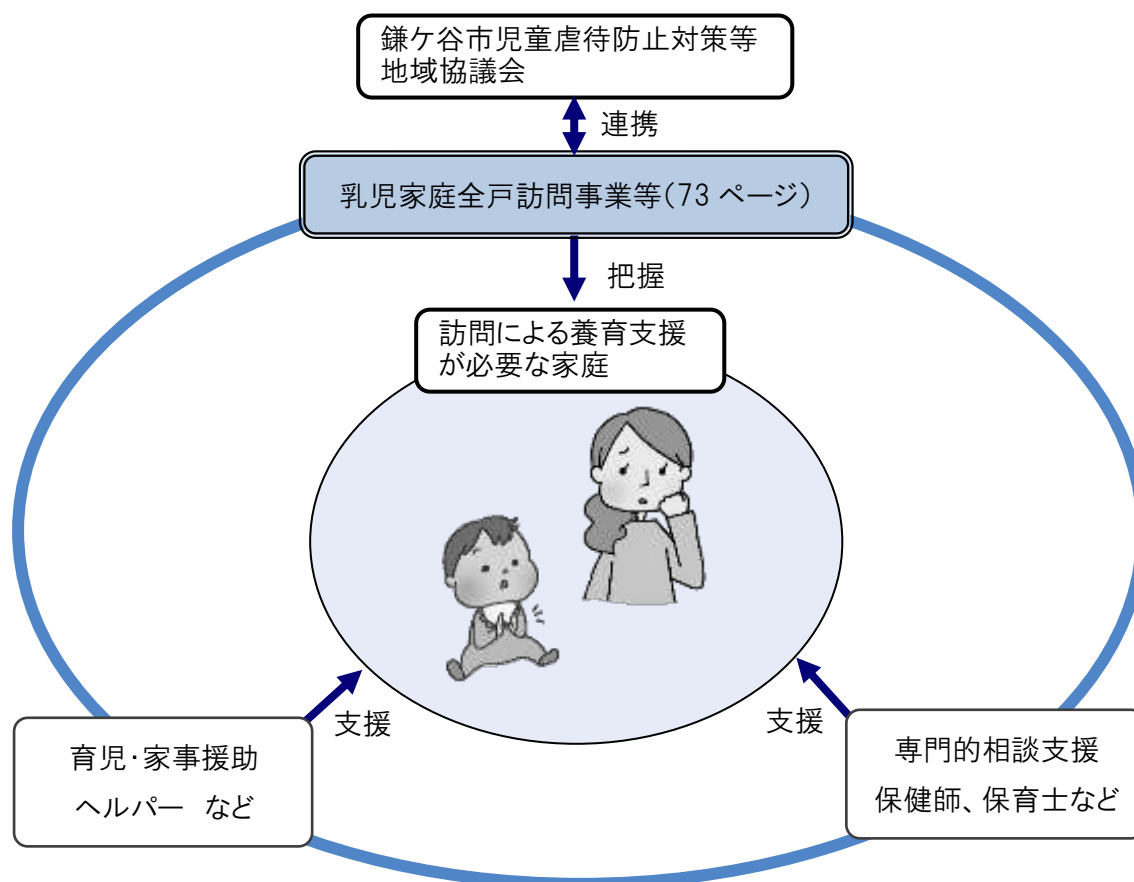 鎌ケ谷市児童虐待防止対策等
地域協議会
連携
乳児家庭全戸訪問事業等(73 ページ)
把握
訪問による養育支援
が必要な家庭
支援
支援
育児・家事援助
ヘルパー など
専門的相談支援
保健師、保育士など